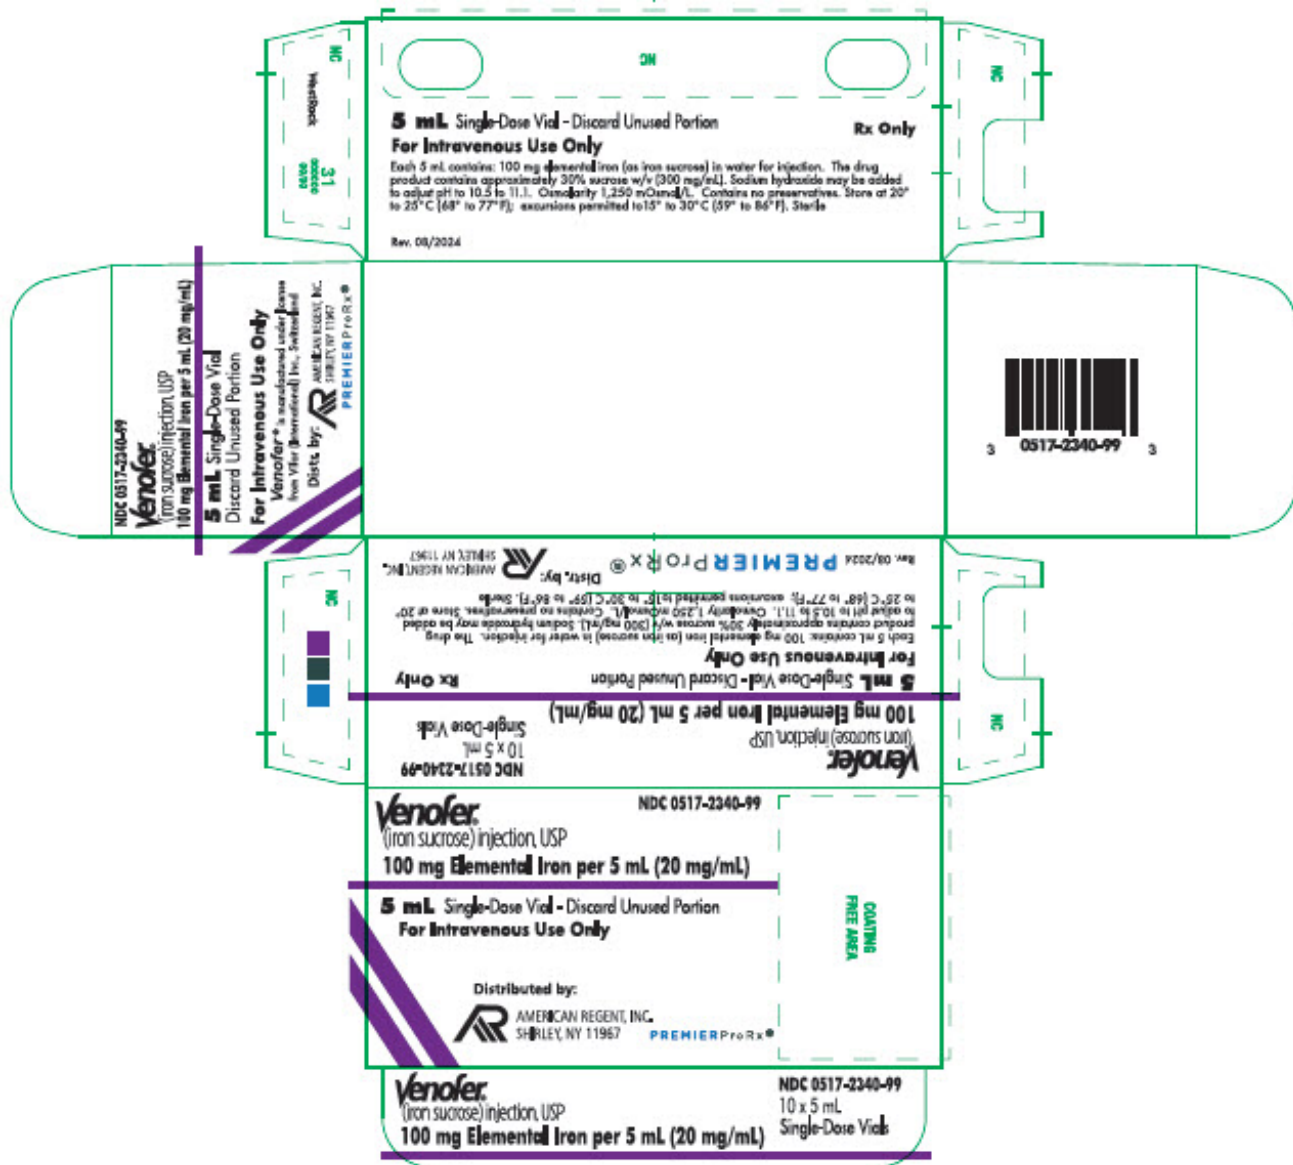 NC
NC
NC
WestRock
31
5 mL Single-Dose Vial – Discard Unused Portion
Rx Only
For Intravenous Use Only
Each 5 mL contains: 100 mg elemental iron (as iron sucrose) in water for injection. The drug
product contains approximately 30% sucrose w/v (300 mg/mL). Sodium hydroxide may be added
to adjust pH to 10.5 to 11.1. Osmolarity 1,250 mOsmol/L. Contains no preservatives. Store at 20°
to 25°C (68° to 77°F); excursions permitted to 15° to 30°C (59° to 86°F). Sterile
Rev. 08/2024
NDC 0517-2340-99
Venofer®
(iron sucrose) injection, USP
100 mg Elemental Iron per 5 mL (20 mg/mL)
5 mL Single-Dose Vial
Discard Unused Portion
For Intravenous Use Only
Venofer® is manufactured under license
from Vifor (International) Inc., Switzerland
Distr. by:
AR
AMERICAN REGENT, INC.
SHIRLEY, NY 11967
PREMIERProRx®
3 0517-2340-99 3
NC
NC
Venofer®
(iron sucrose) injection, USP
100 mg Elemental Iron per 5 mL (20 mg/mL)
NDC 0517-2340-99
10 x 5 mL
Single-Dose Vials
5 mL Single-Dose Vial – Discard Unused Portion
Rx Only
For Intravenous Use Only
Each 5 mL contains: 100 mg elemental iron (as iron sucrose) in water for injection. The drug
product contains approximately 30% sucrose w/v (300 mg/mL). Sodium hydroxide may be added
to adjust pH to 10.5 to 11.1. Osmolarity 1,250 mOsmol/L. Contains no preservatives. Store at 20°
to 25°C (68° to 77°F); excursions permitted to 15° to 30°C (59° to 86°F). Sterile
Rev. 08/2024
PREMIERProRx®
Distr. by:
AR
AMERICAN REGENT, INC.
SHIRLEY, NY 11967
Venofer®
(iron sucrose) injection, USP
100 mg Elemental Iron per 5 mL (20 mg/mL)
NDC 0517-2340-99
5 mL Single-Dose Vial – Discard Unused Portion
For Intravenous Use Only
COATING
FREE AREA
Distributed by:
AR
AMERICAN REGENT, INC.
SHIRLEY, NY 11967
PREMIERProRx®
Venofer®
(iron sucrose) injection, USP
100 mg Elemental Iron per 5 mL (20 mg/mL)
NDC 0517-2340-99
10 x 5 mL
Single-Dose Vials